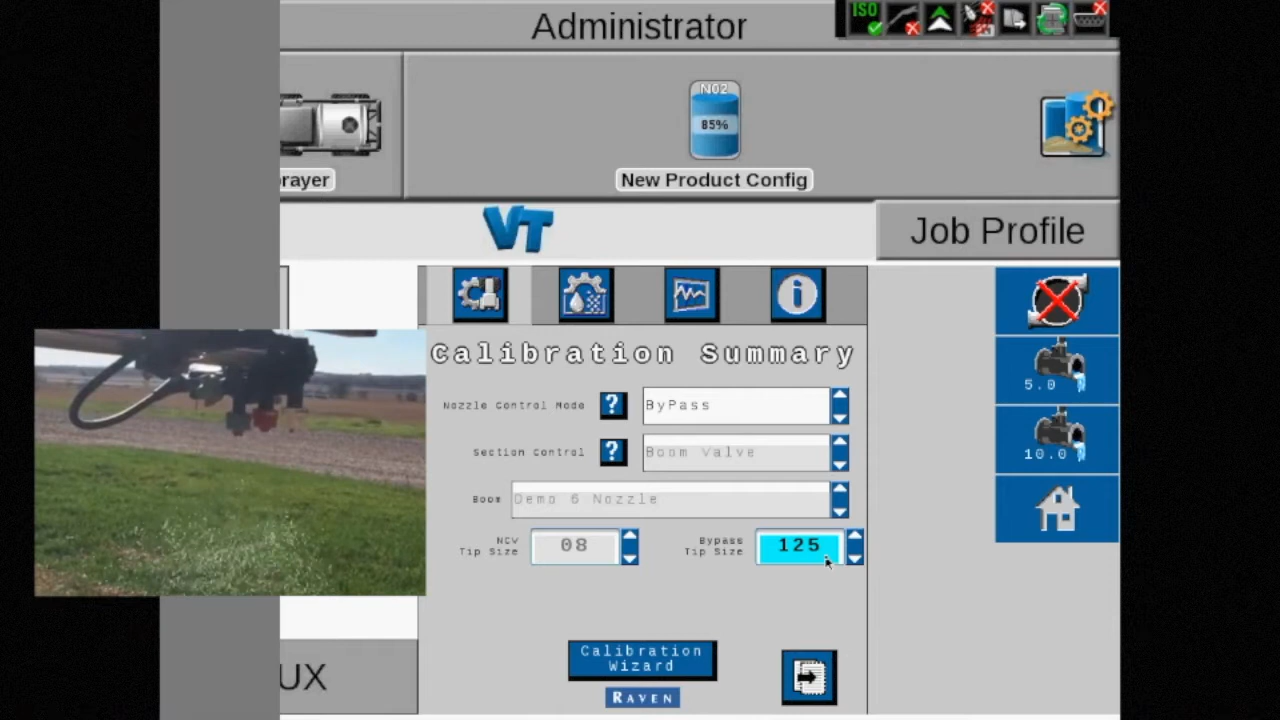 Administrator
ISO
N02
85%
rayer
New Product Config
VT
Job Profile
Calibration Summary
Nozzle Control Mode ? ByPass
Section Control ? Boom Valve
Boom Demo 6 Nozzle
NCV
Tip Size
08
Bypass
Tip Size
125
5.0
10.0
Calibration
Wizard
RAVEN
UX